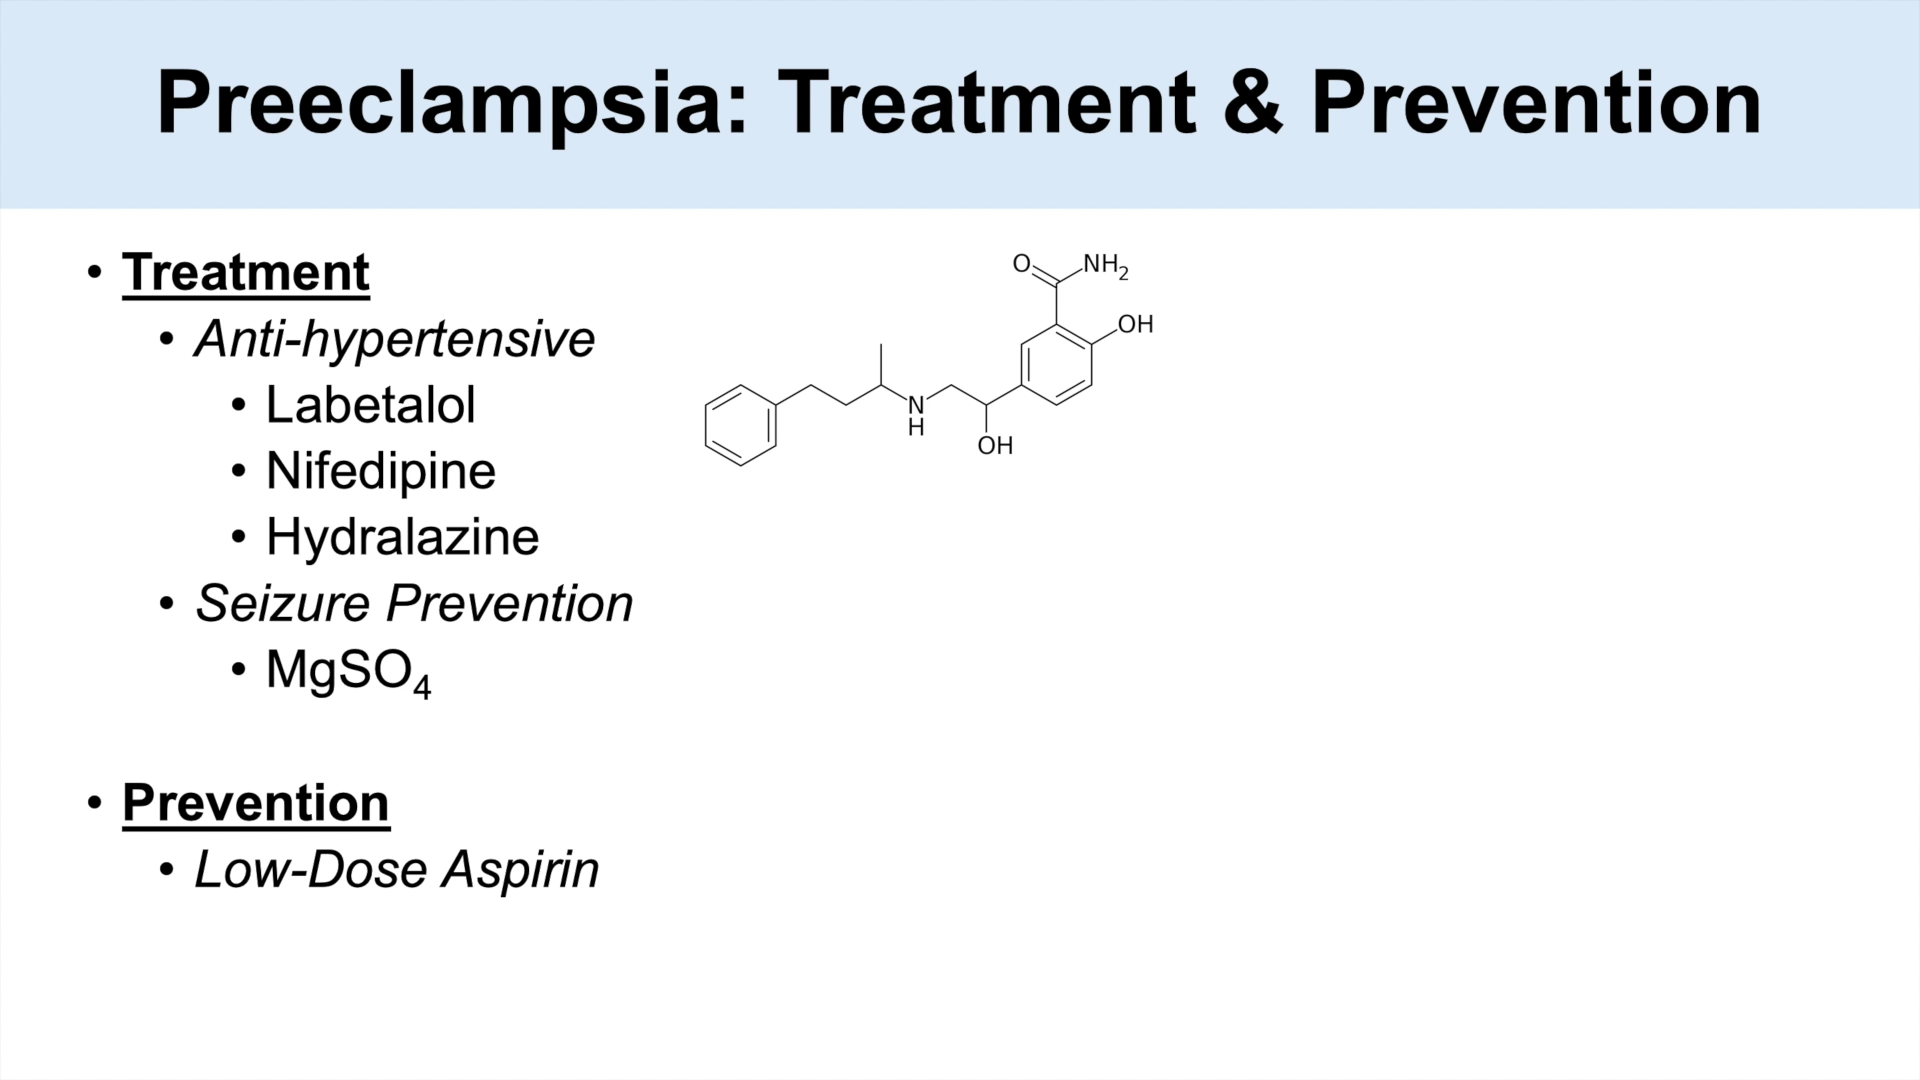 Preeclampsia: Treatment & Prevention
• Treatment
• Anti-hypertensive
• Labetalol
• Nifedipine
• Hydralazine
• Seizure Prevention
• MgSO₄
• Prevention
• Low-Dose Aspirin
O
NH₂
OH
N
H
OH